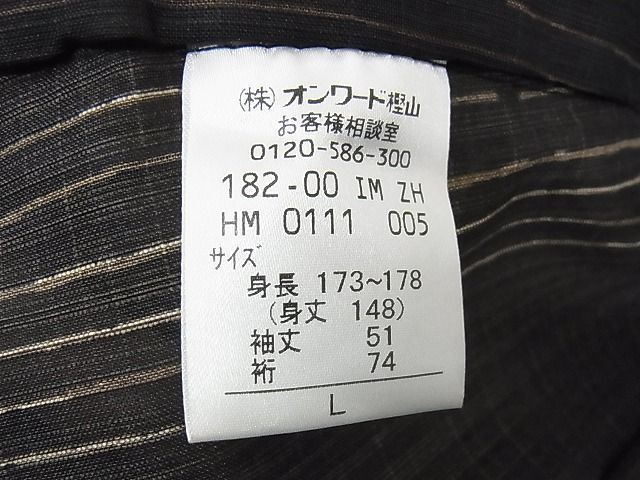 (株)オンワード樫山
お客様相談室
0120-586-300
182-00 IM ZH
HM 0111 005
サイズ
身長 173~178
(身丈 148)
袖丈 51
裄 74
L